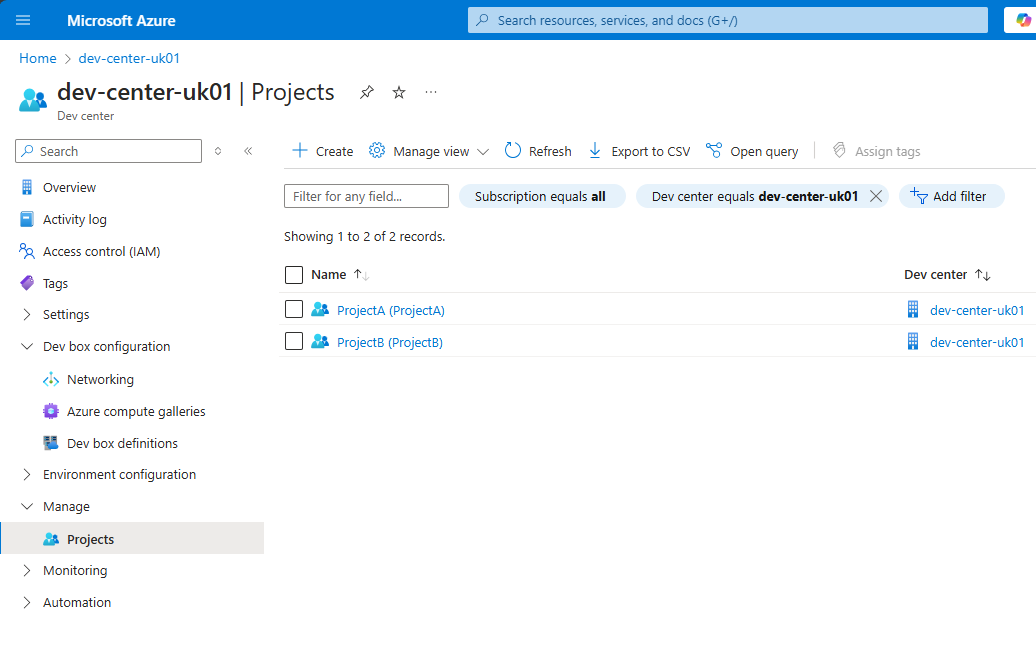 Microsoft Azure
Search resources, services, and docs (G+/)
Home > dev-center-uk01
dev-center-uk01 | Projects
Dev center
Search
Overview
Activity log
Access control (IAM)
Tags
Settings
Dev box configuration
Networking
Azure compute galleries
Dev box definitions
Environment configuration
Manage
Projects
Monitoring
Automation
Create Manage view Refresh Export to CSV Open query Assign tags
Filter for any field... Subscription equals all Dev center equals dev-center-uk01 Add filter
Showing 1 to 2 of 2 records.
Name Dev center
ProjectA (ProjectA) dev-center-uk01
ProjectB (ProjectB) dev-center-uk01